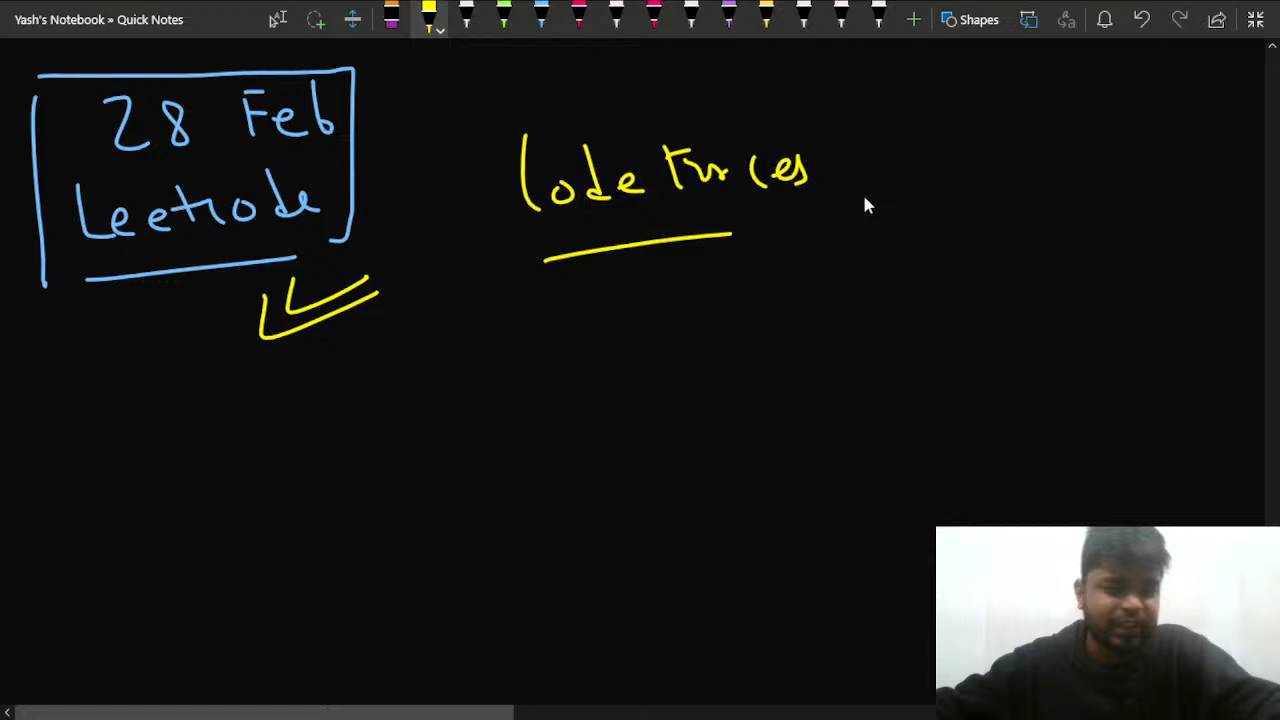 Yash's Notebook » Quick Notes
Shapes
28 Feb
Leetcode
Codeforces